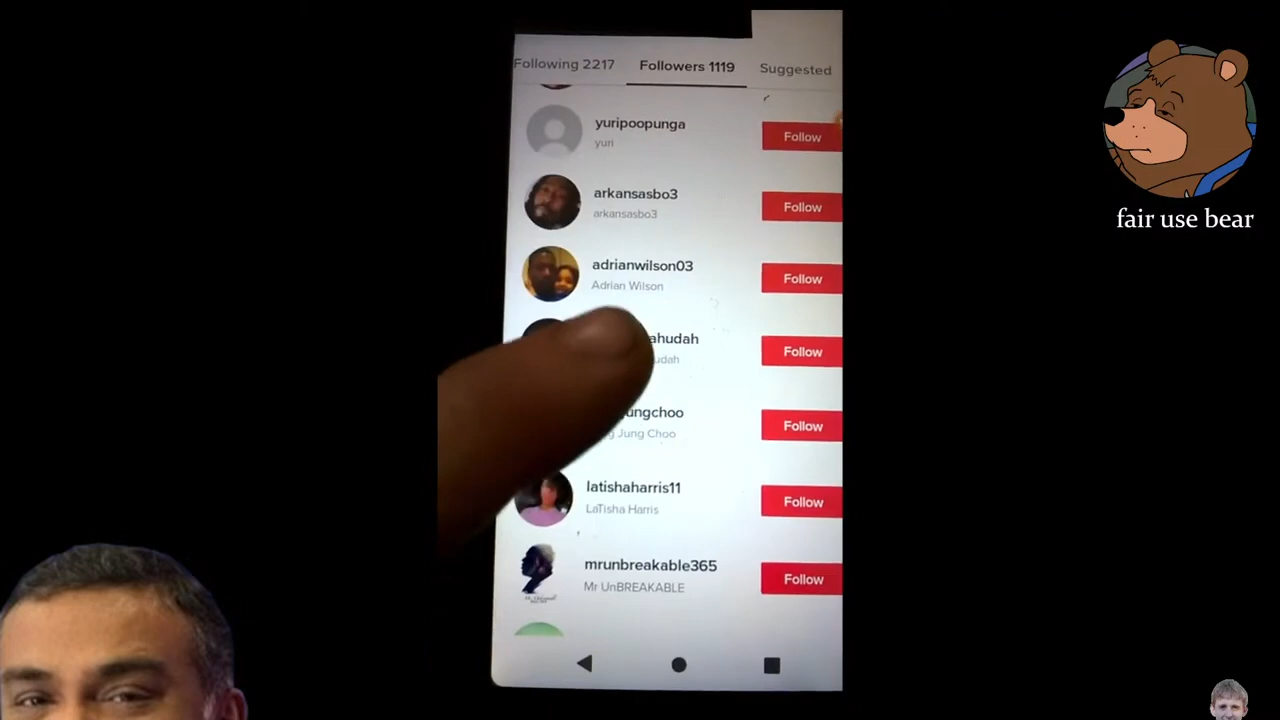 Following 2217
Followers 1119
Suggested
yuripoopunga
yuri
Follow
arkansasbo3
arkansasbo3
Follow
adrianwilson03
Adrian Wilson
Follow
ahudah
udah
Follow
ungchoo
Jung Choo
Follow
latishaharris11
LaTisha Harris
Follow
mrunbreakable365
Mr UnBREAKABLE
Follow
fair use bear